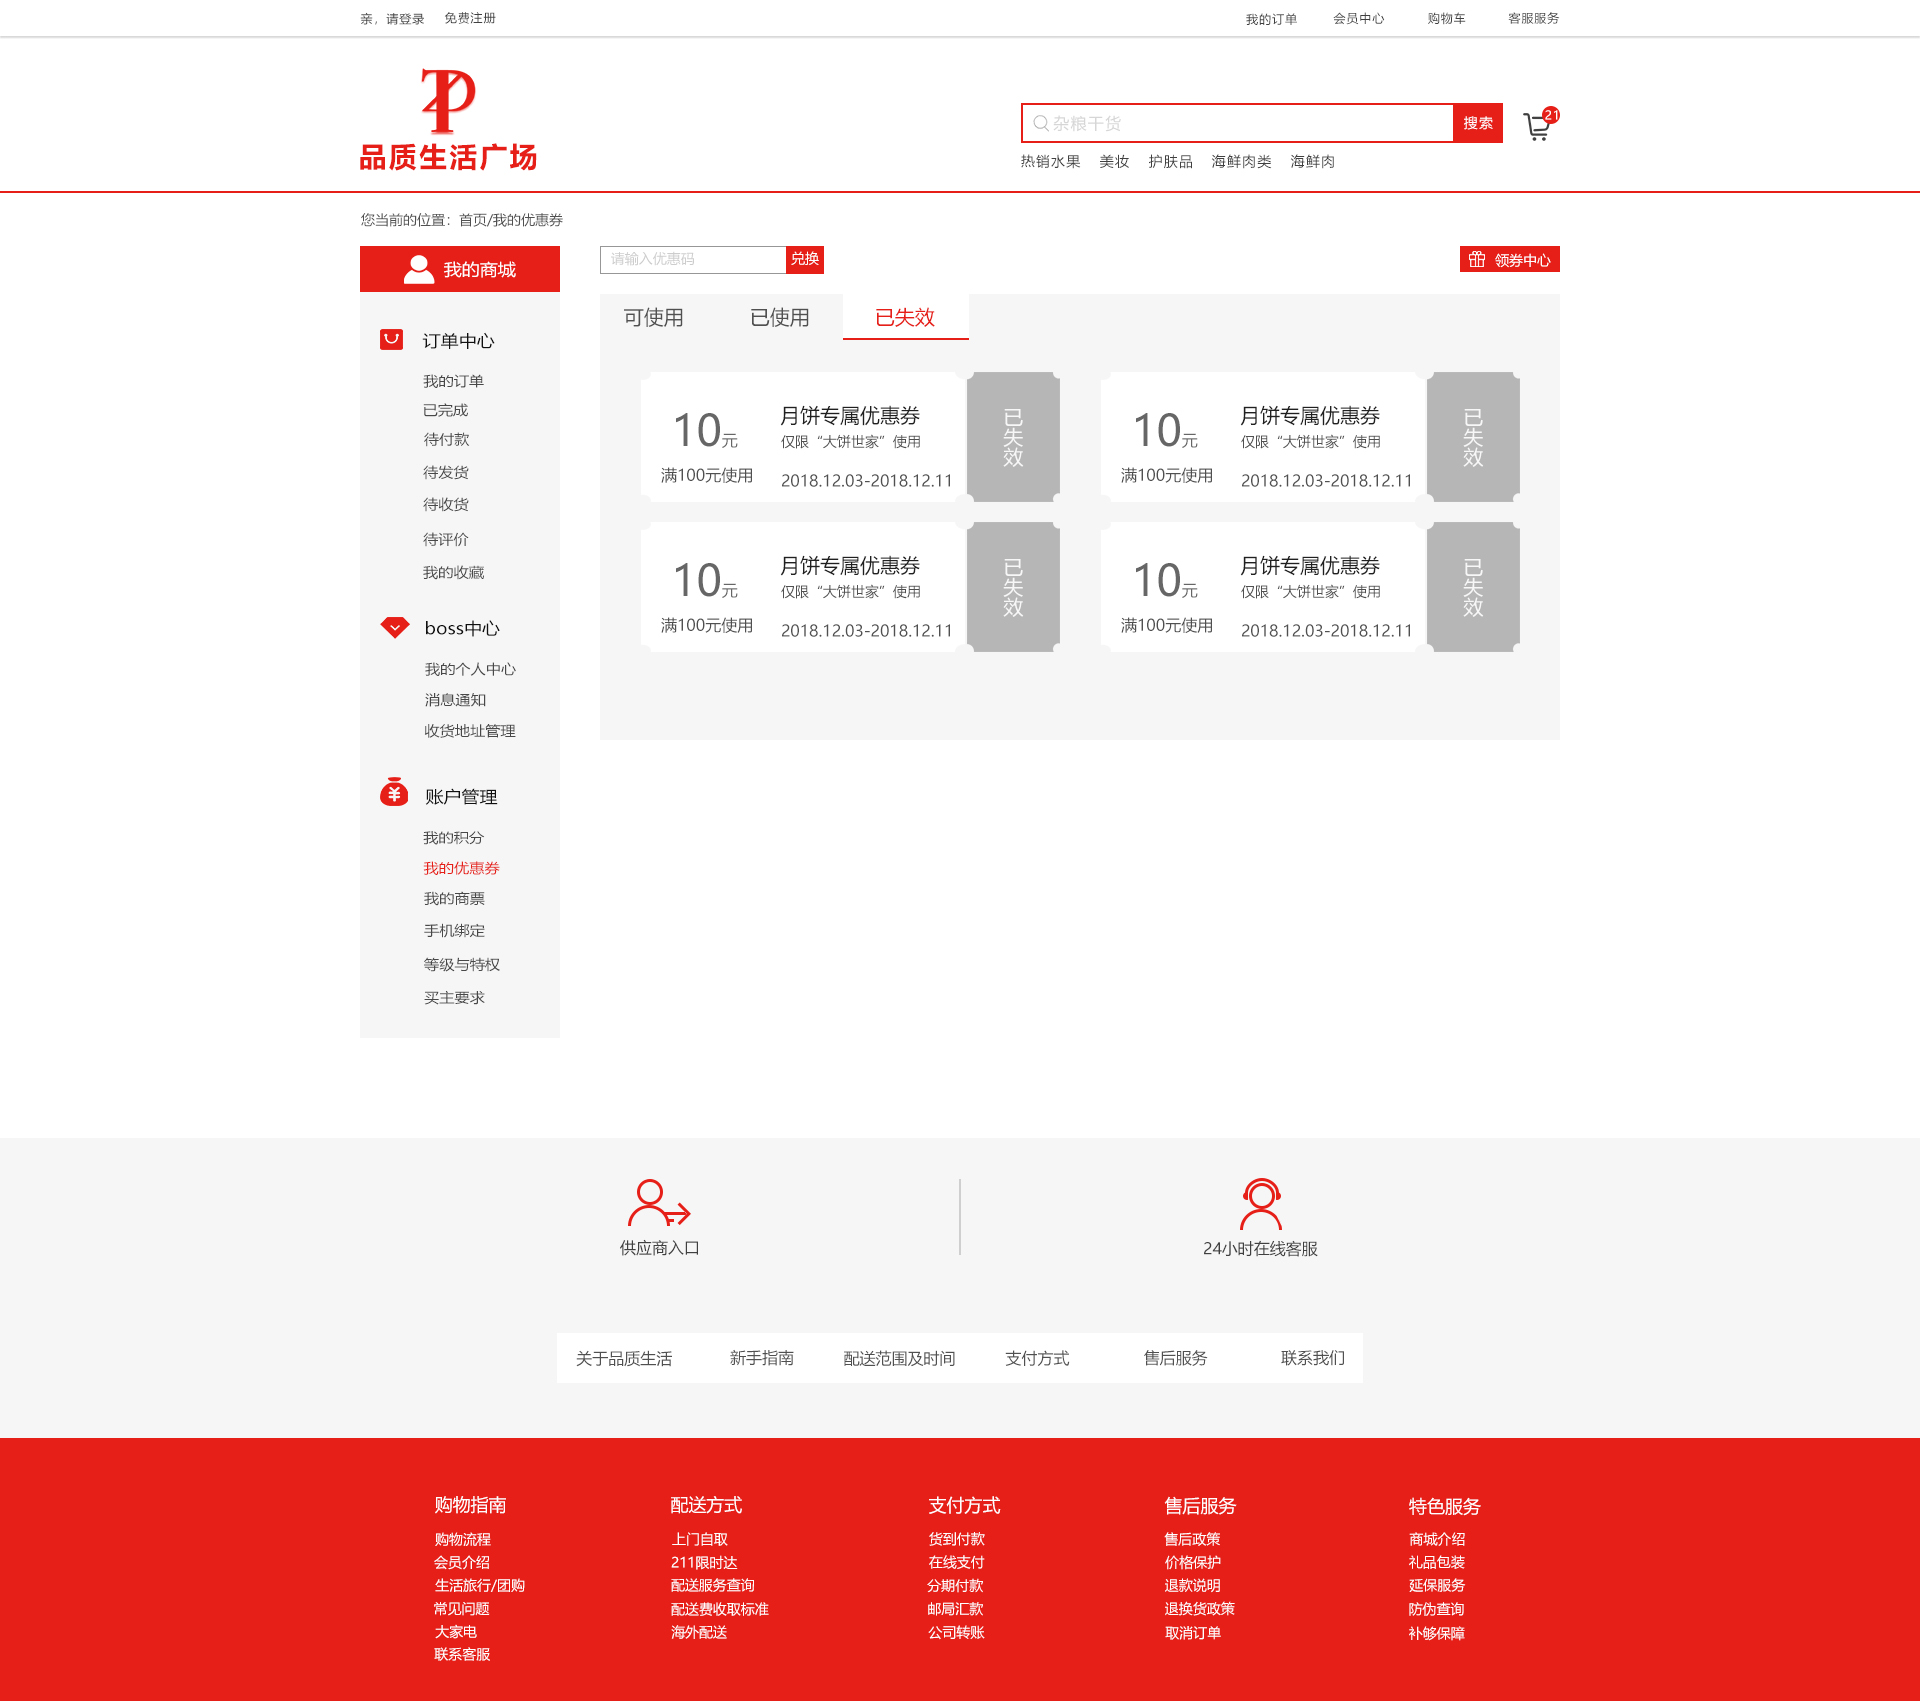 亲，请登录 免费注册 我的订单 会员中心 购物车 客服服务
品质生活广场
杂粮干货 搜索 21
热销水果 美妆 护肤品 海鲜肉类 海鲜肉
您当前的位置：首页/我的优惠券
我的商城
订单中心
我的订单
已完成
待付款
待发货
待收货
待评价
我的收藏
boss中心
我的个人中心
消息通知
收货地址管理
账户管理
我的积分
我的优惠券
我的商票
手机绑定
等级与特权
买主要求
请输入优惠码 兑换 领券中心
可使用 已使用 已失效
10元
满100元使用
月饼专属优惠券
仅限“大饼世家”使用
2018.12.03-2018.12.11
已失效
10元
满100元使用
月饼专属优惠券
仅限“大饼世家”使用
2018.12.03-2018.12.11
已失效
10元
满100元使用
月饼专属优惠券
仅限“大饼世家”使用
2018.12.03-2018.12.11
已失效
10元
满100元使用
月饼专属优惠券
仅限“大饼世家”使用
2018.12.03-2018.12.11
已失效
供应商入口 24小时在线客服
关于品质生活 新手指南 配送范围及时间 支付方式 售后服务 联系我们
购物指南
购物流程
会员介绍
生活旅行/团购
常见问题
大家电
联系客服
配送方式
上门自取
211限时达
配送服务查询
配送费收取标准
海外配送
支付方式
货到付款
在线支付
分期付款
邮局汇款
公司转账
售后服务
售后政策
价格保护
退款说明
退换货政策
取消订单
特色服务
商城介绍
礼品包装
延保服务
防伪查询
补够保障